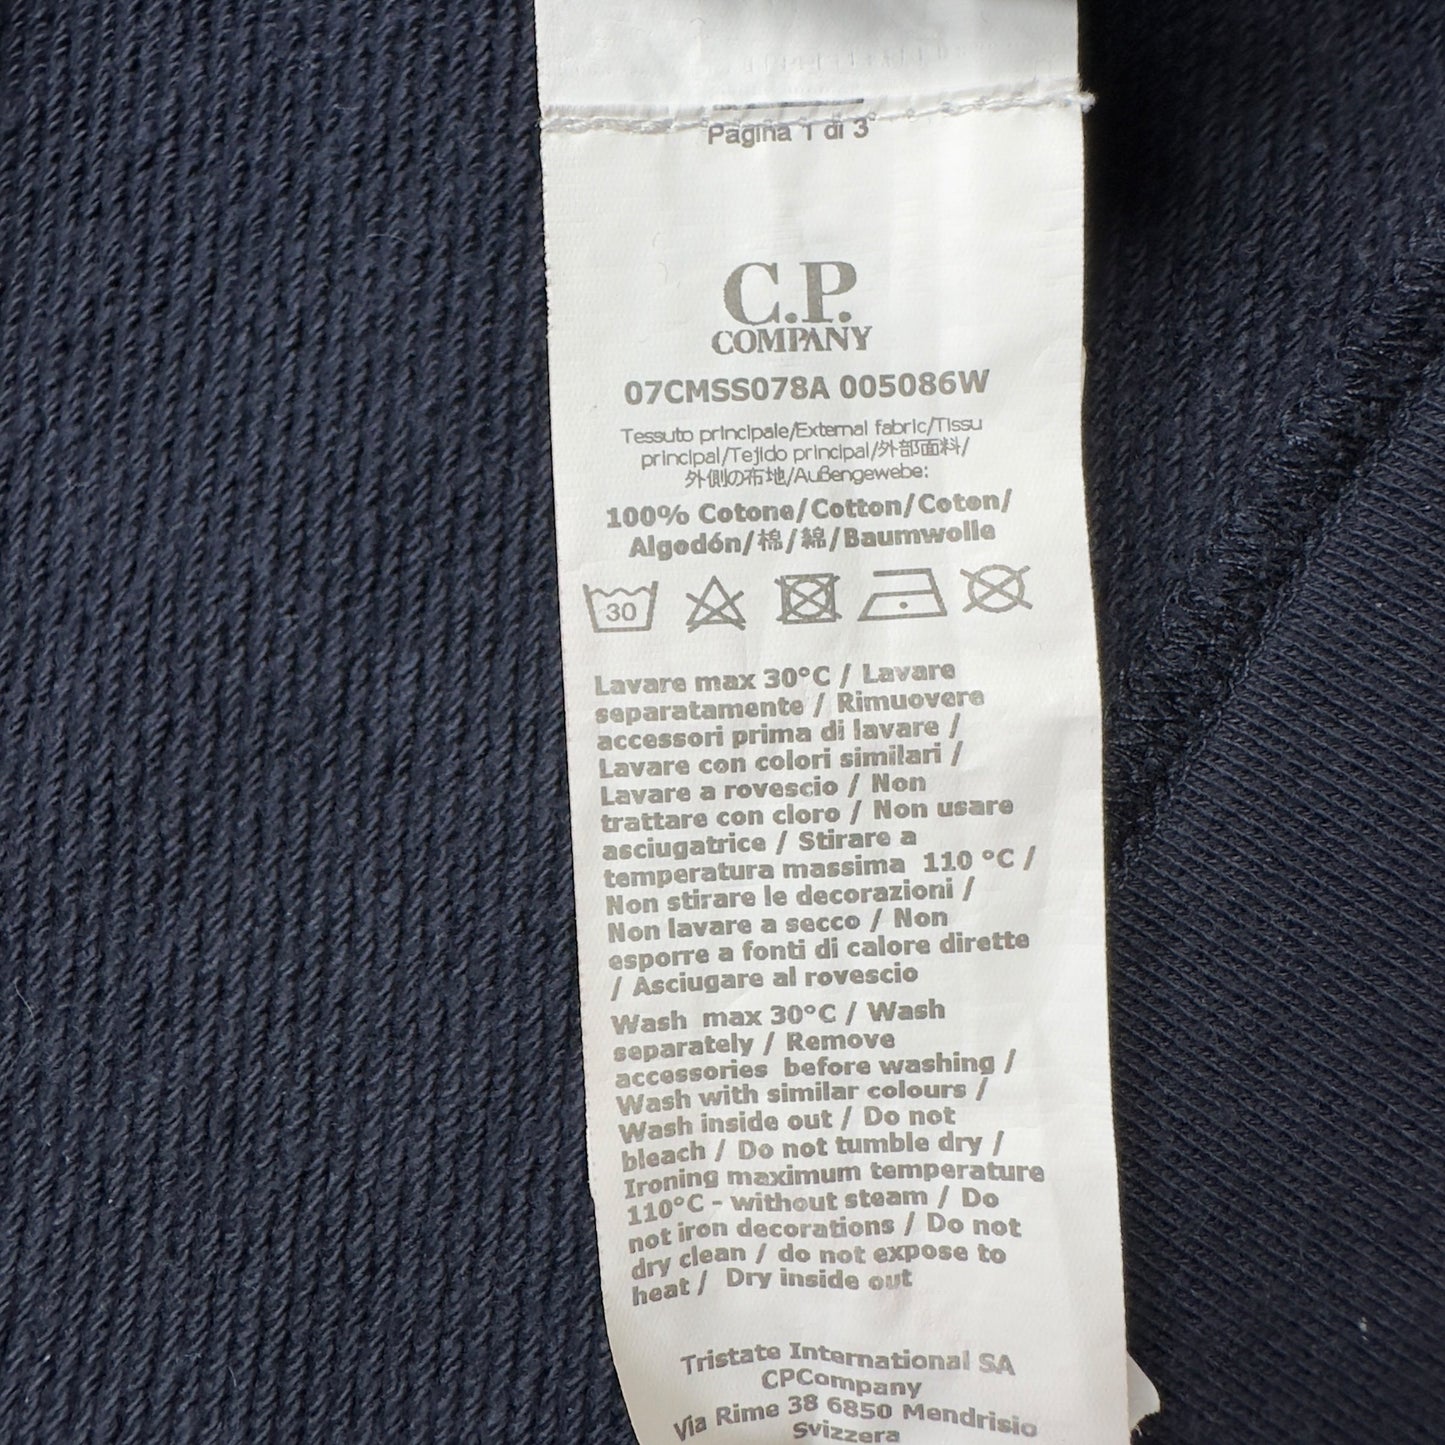 Pagina 1 di 3
C.P.
COMPANY
07CMSS078A 005086W
Tessuto principale/External fabric/Tissu
principal/Tejido principal/外部面料/
外側の布地/Außengewebe:
100% Cotone/Cotton/Coton/
Algodón/棉/綿/Baumwolle
30
Lavare max 30°C / Lavare
separatamente / Rimuovere
accessori prima di lavare /
Lavare con colori similari /
Lavare a rovescio / Non
trattare con cloro / Non usare
asciugatrice / Stirare a
temperatura massima 110 °C /
Non stirare le decorazioni /
Non lavare a secco / Non
esporre a fonti di calore dirette
/ Asciugare al rovescio
Wash max 30°C / Wash
separately / Remove
accessories before washing /
Wash with similar colours /
Wash inside out / Do not
bleach / Do not tumble dry /
Ironing maximum temperature
110°C - without steam / Do
not iron decorations / Do not
dry clean / do not expose to
heat / Dry inside out
Tristate International SA
CPCompany
Via Rime 38 6850 Mendrisio
Svizzera